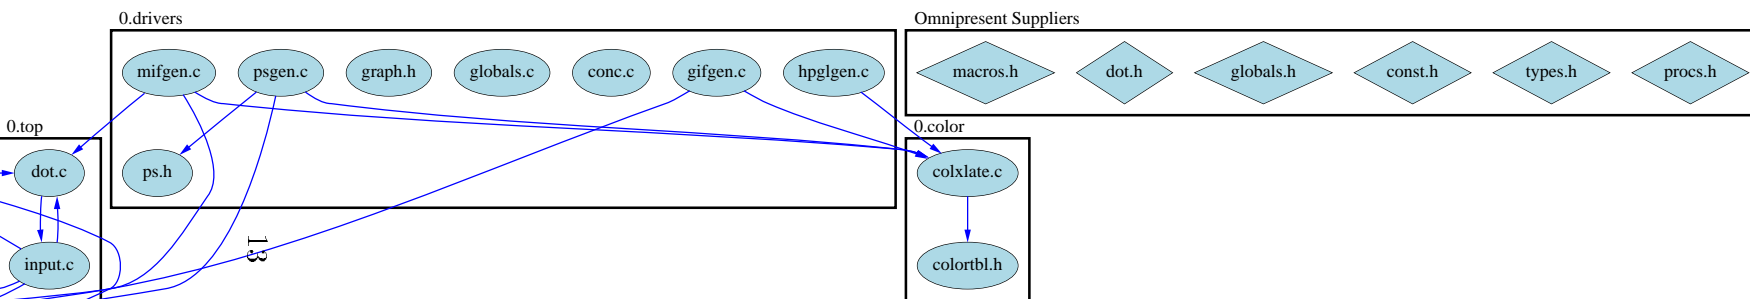 0.drivers
Omnipresent Suppliers
mifgen.c psgen.c graph.h globals.c conc.c gifgen.c hpglgen.c
macros.h dot.h globals.h const.h types.h procs.h
0.top
0.color
dot.c
ps.h
colxlate.c
13
input.c
colortbl.h